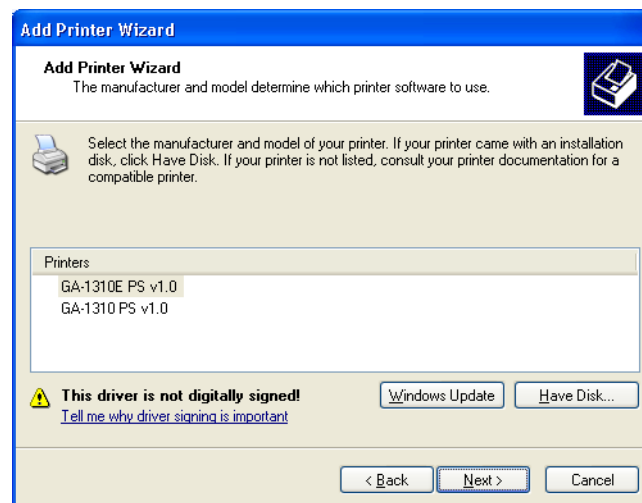 Add Printer Wizard
Add Printer Wizard
The manufacturer and model determine which printer software to use.
Select the manufacturer and model of your printer. If your printer came with an installation
disk, click Have Disk. If your printer is not listed, consult your printer documentation for a
compatible printer.
Printers
GA-1310E PS v1.0
GA-1310 PS v1.0
This driver is not digitally signed!
Tell me why driver signing is important
Windows Update
Have Disk...
< Back
Next >
Cancel